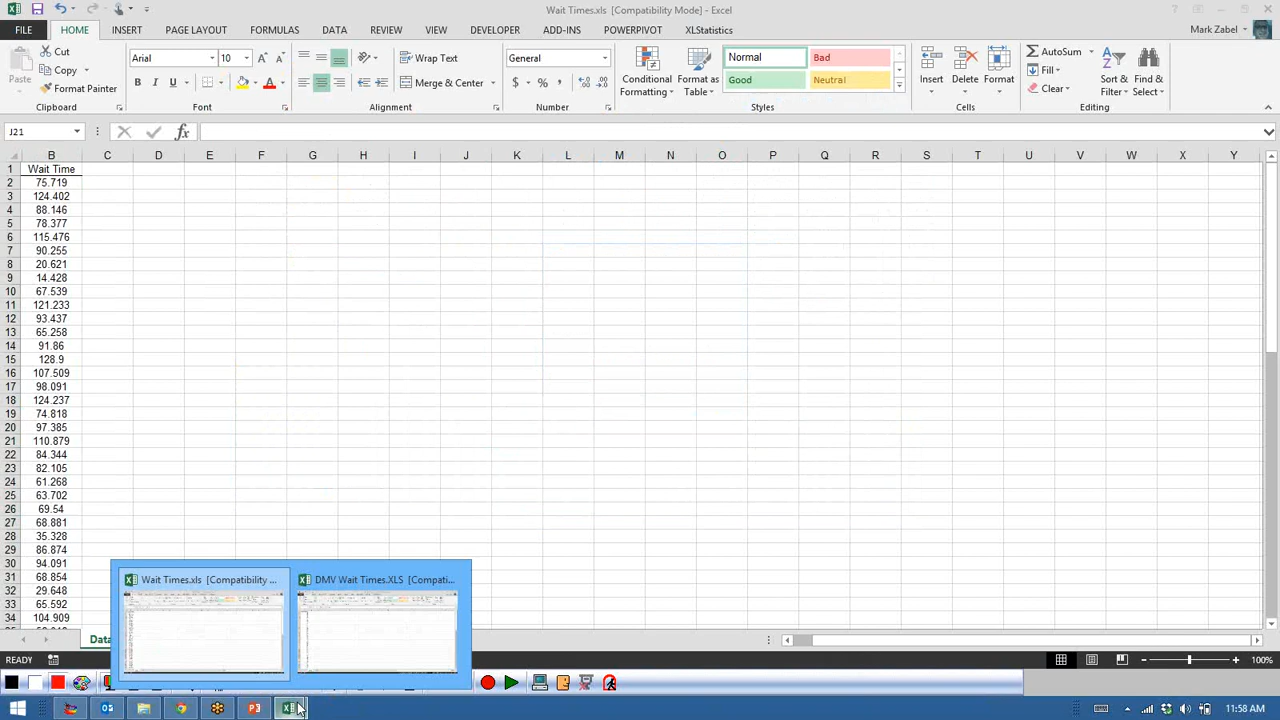 Wait Times.xls [Compatibility Mode] - Excel
FILE HOME INSERT PAGE LAYOUT FORMULAS DATA REVIEW VIEW DEVELOPER ADD-INS POWERPIVOT XLStatistics Mark Zabel
Paste Cut Copy Format Painter
Clipboard
Arial 10 A A
B I U
Font
Wrap Text
Merge & Center
Alignment
General
$ %
Number
Conditional Formatting
Format as Table
Normal Bad
Good Neutral
Styles
Insert Delete Format
Cells
AutoSum
Fill
Clear
Sort & Filter
Find & Select
Editing
J21 fx
B C D E F G H I J K L M N O P Q R S T U V W X Y
1 Wait Time
2 75.719
3 124.402
4 88.146
5 78.377
6 115.476
7 90.255
8 20.621
9 14.428
10 67.539
11 121.233
12 93.437
13 65.258
14 91.86
15 128.9
16 107.509
17 98.091
18 124.237
19 74.818
20 97.385
21 110.879
22 84.344
23 82.105
24 61.268
25 63.702
26 69.54
27 68.881
28 35.328
29 86.874
30 94.091
31 68.854
32 29.648
33 65.592
34 104.909
Wait Times.xls [Compatibility ...
DMV Wait Times.XLS [Compati...
Data
READY
100%
11:58 AM